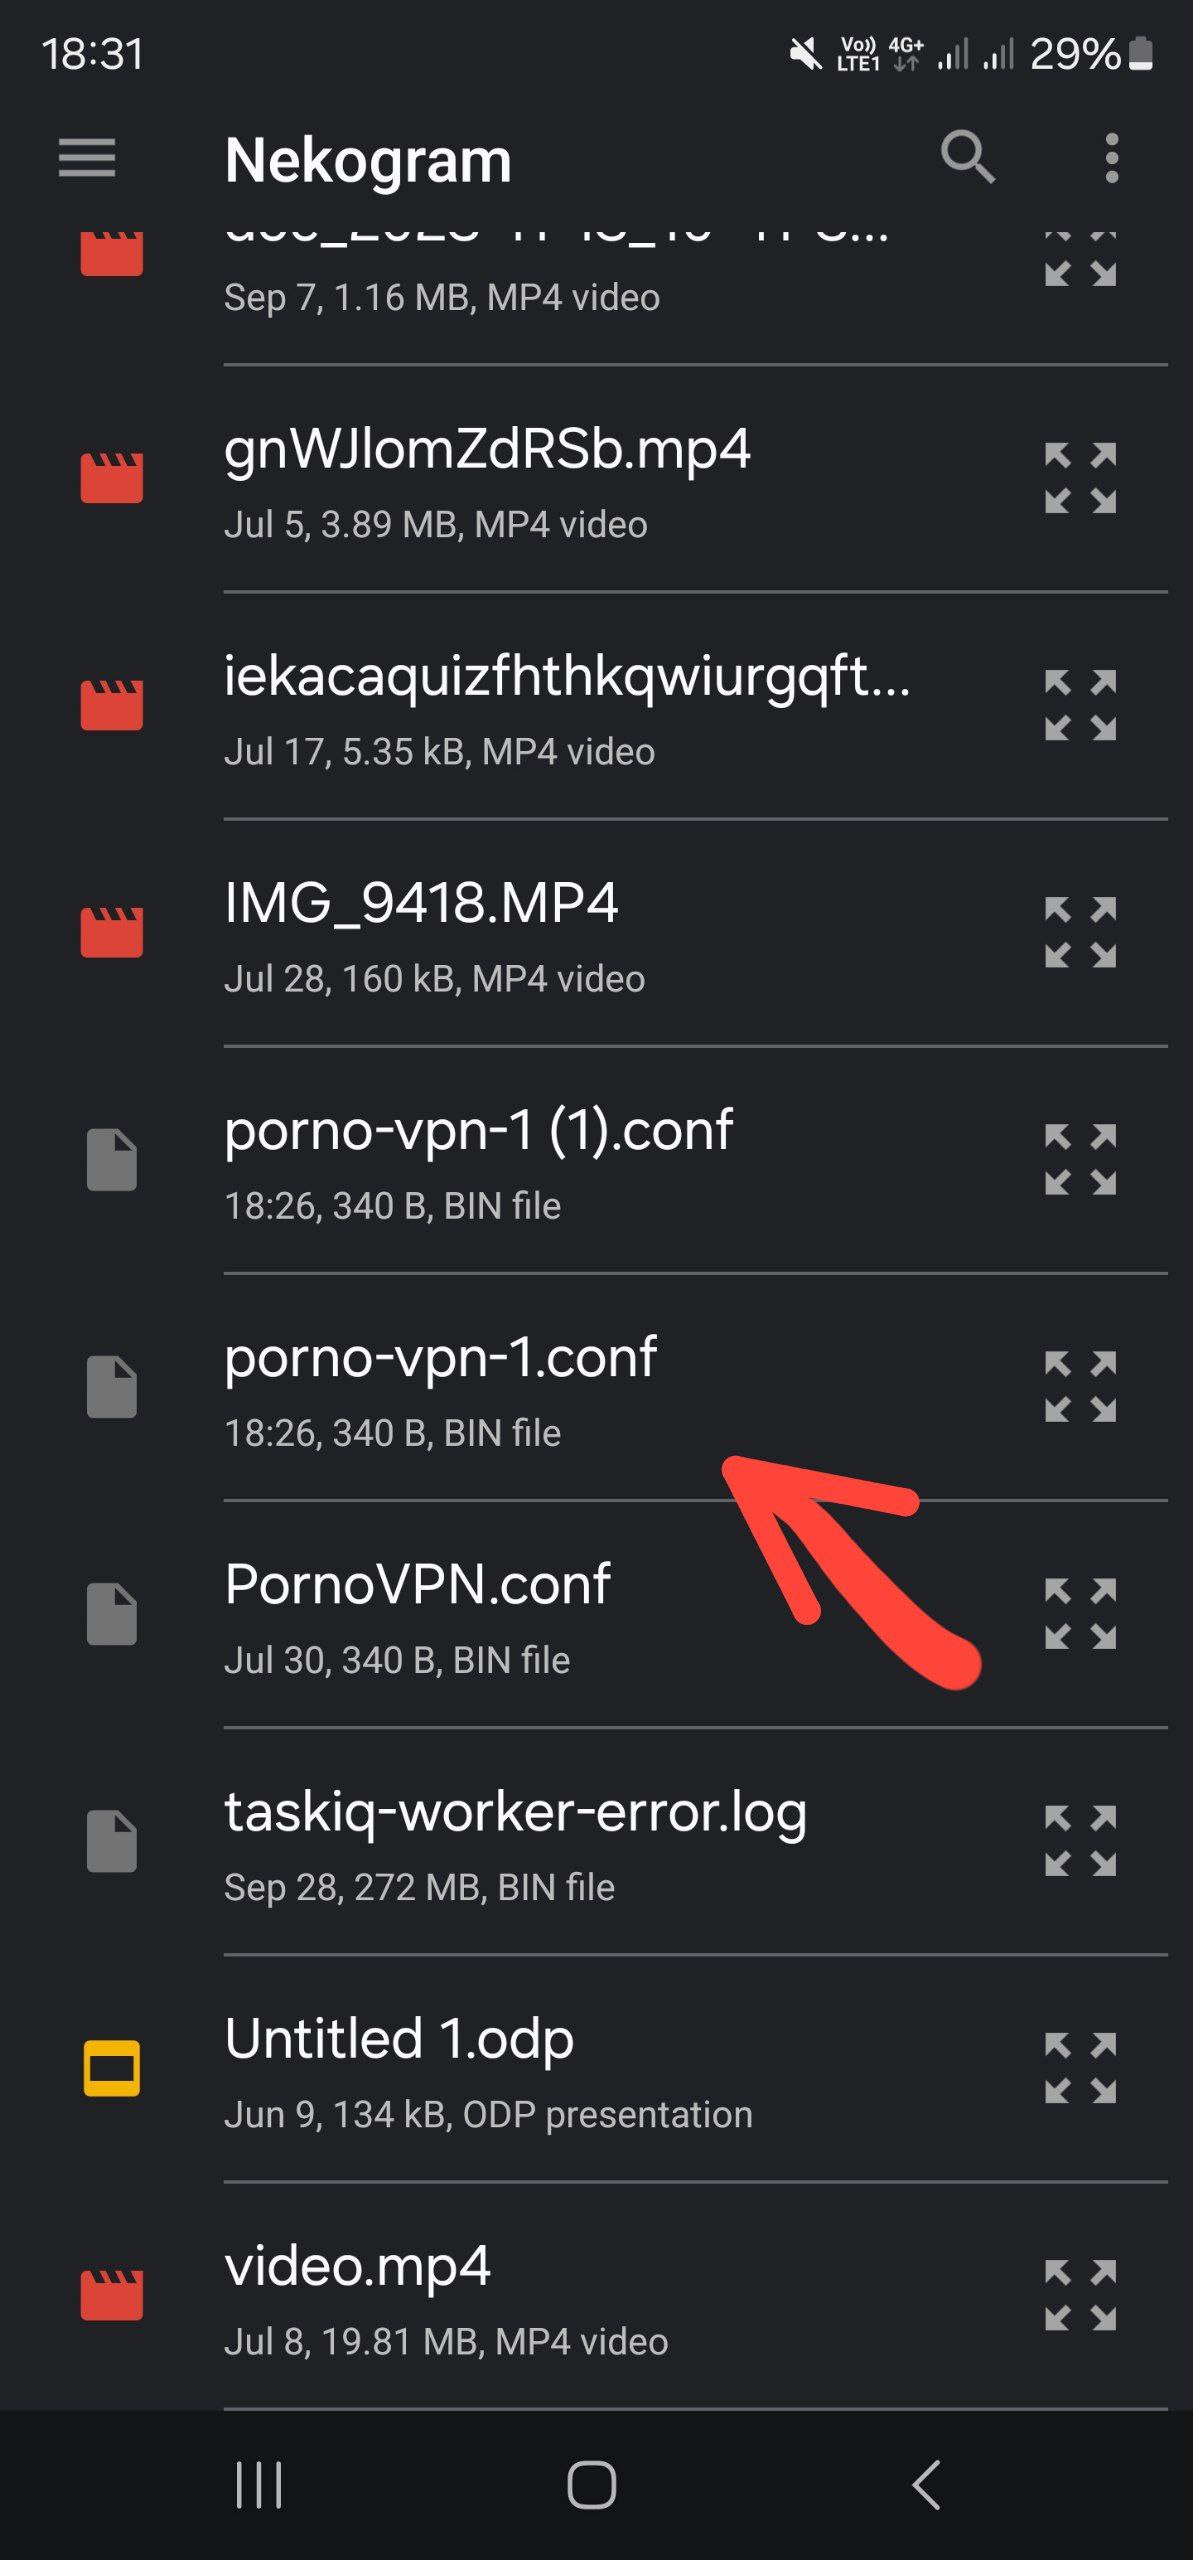 18:31
Vo)) LTE1 4G+ 29%
Nekogram
Sep 7, 1.16 MB, MP4 video
gnWJlomZdRSb.mp4
Jul 5, 3.89 MB, MP4 video
iekacaquizfhthkqwiurgqft...
Jul 17, 5.35 kB, MP4 video
IMG_9418.MP4
Jul 28, 160 kB, MP4 video
porno-vpn-1 (1).conf
18:26, 340 B, BIN file
porno-vpn-1.conf
18:26, 340 B, BIN file
PornoVPN.conf
Jul 30, 340 B, BIN file
taskiq-worker-error.log
Sep 28, 272 MB, BIN file
Untitled 1.odp
Jun 9, 134 kB, ODP presentation
video.mp4
Jul 8, 19.81 MB, MP4 video